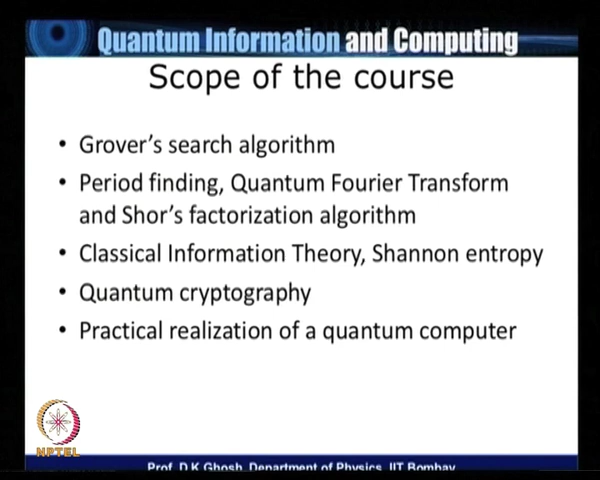 Quantum Information and Computing
Scope of the course
• Grover's search algorithm
• Period finding, Quantum Fourier Transform
and Shor's factorization algorithm
• Classical Information Theory, Shannon entropy
• Quantum cryptography
• Practical realization of a quantum computer
NPTEL
Prof. D K Ghosh, Department of Physics, IIT Bombay